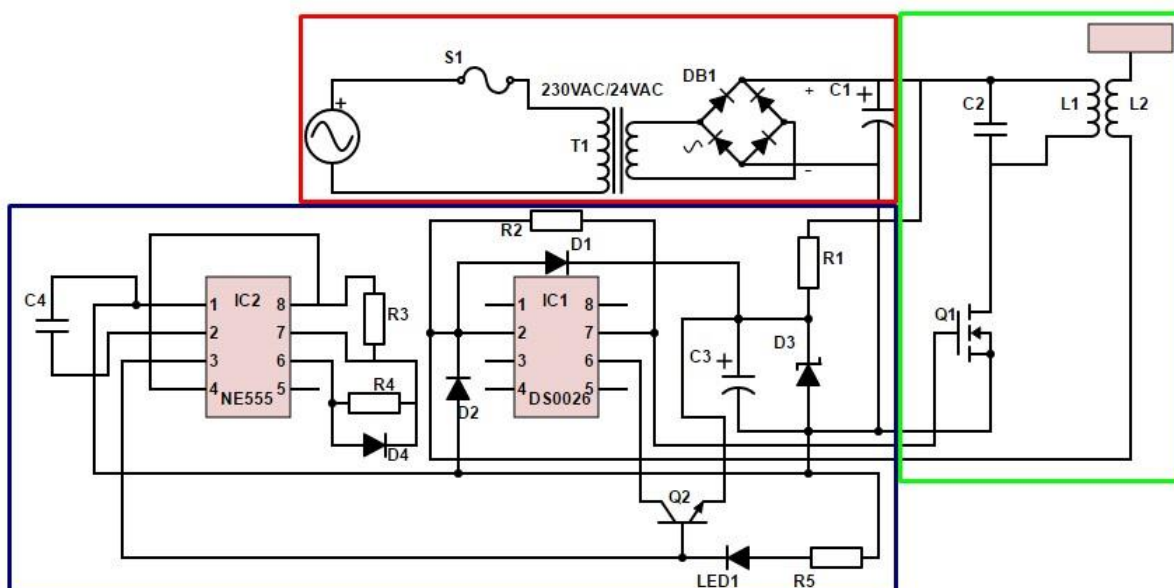 S1
230VAC/24VAC
T1
DB1
+
-
C1 +
C2
L1
L2
+
R2
D1
R1
C4
1 IC2 8
2 7
3 6
4 5
NE555
R3
R4
D4
D2
1 IC1 8
2 7
3 6
4 5
DS0026
C3 +
D3
Q1
Q2
LED1
R5